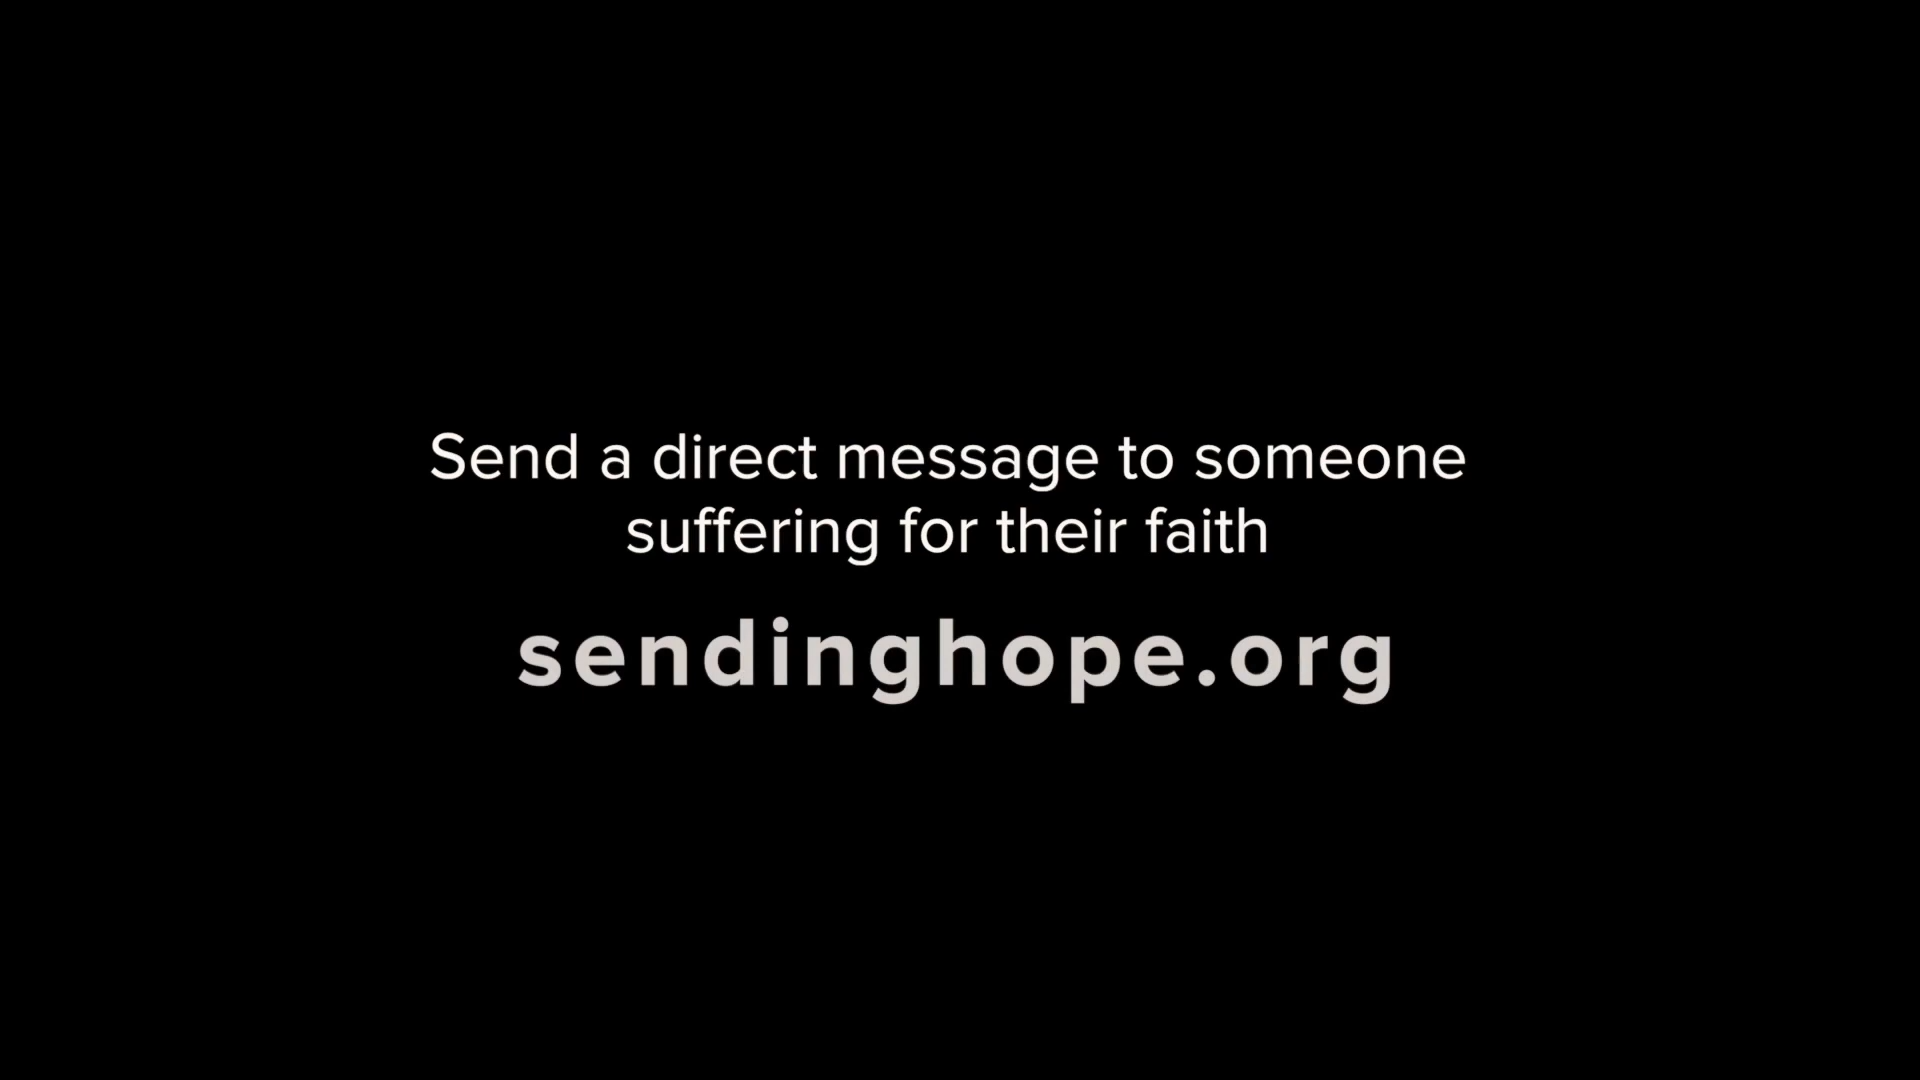 Send a direct message to someone
suffering for their faith
sendinghope.org